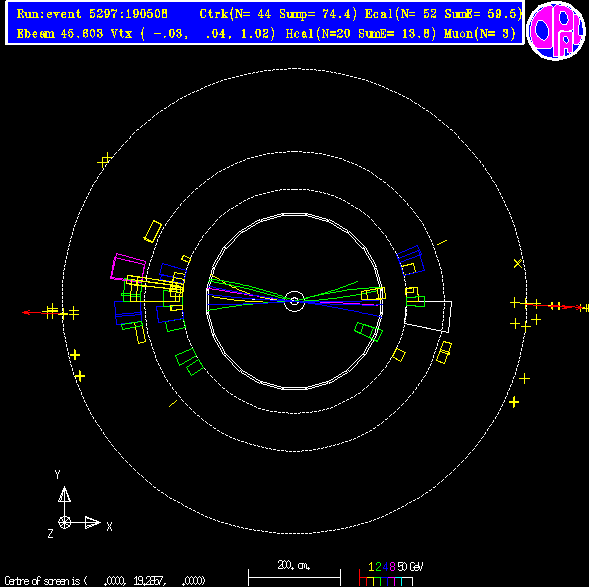 Run:event 5297:190508 Ctrk(N= 44 Sump= 74.4) Ecal(N= 52 SumE= 59.5)
Ebeam 45.603 Vtx ( -.03, .04, 1.02) Hcal(N=20 SumE= 13.8) Muon(N= 3)
OPAL
Y
Z X
200. cm.
1 2 4 8 50 GeV
Centre of screen is ( .0000, 19.2857, .0000)